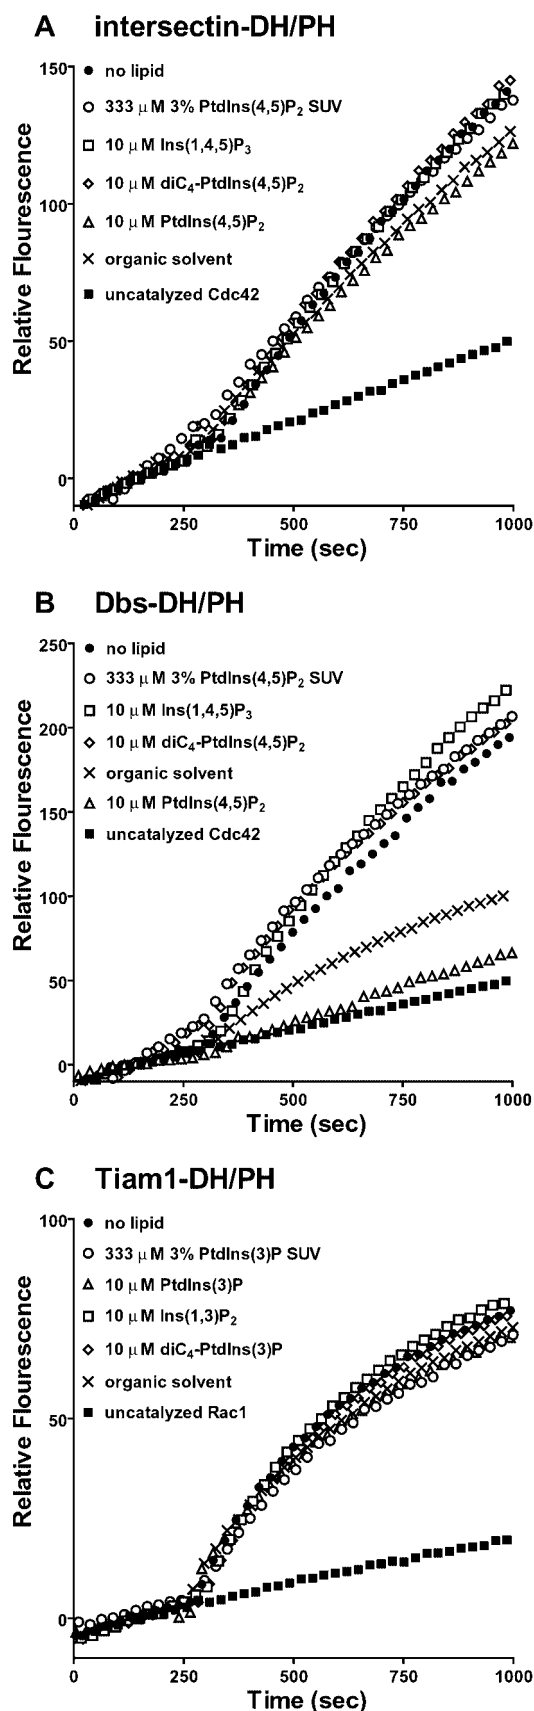 A intersectin-DH/PH
150
100
50
0
Relative Flourescence
no lipid
333 μM 3% PtdIns(4,5)P₂ SUV
10 μM Ins(1,4,5)P₃
10 μM diC₄-PtdIns(4,5)P₂
10 μM PtdIns(4,5)P₂
organic solvent
uncatalyzed Cdc42
0 250 500 750 1000
Time (sec)
B Dbs-DH/PH
250
200
150
100
50
0
Relative Flourescence
no lipid
333 μM 3% PtdIns(4,5)P₂ SUV
10 μM Ins(1,4,5)P₃
10 μM diC₄-PtdIns(4,5)P₂
organic solvent
10 μM PtdIns(4,5)P₂
uncatalyzed Cdc42
0 250 500 750 1000
Time (sec)
C Tiam1-DH/PH
100
50
0
Relative Flourescence
no lipid
333 μM 3% PtdIns(3)P SUV
10 μM PtdIns(3)P
10 μM Ins(1,3)P₂
10 μM diC₄-PtdIns(3)P
organic solvent
uncatalyzed Rac1
0 250 500 750 1000
Time (sec)